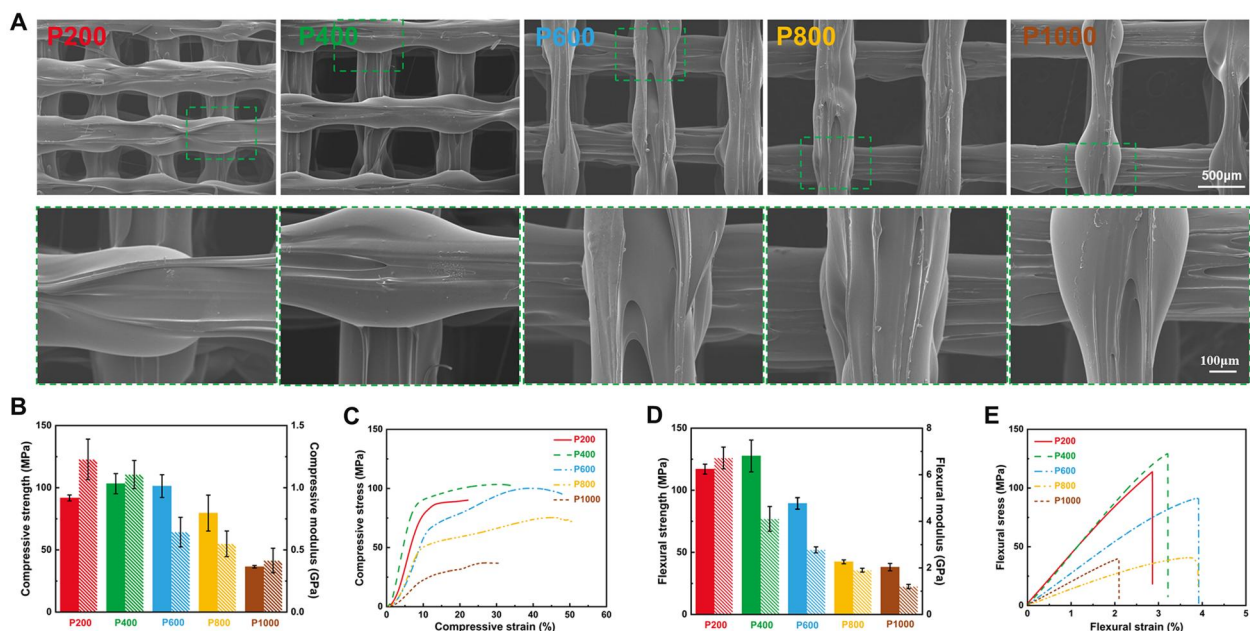 A
P200
P400
P600
P800
P1000
500μm
100μm
B
Compressive strength (MPa)
150
100
50
0
1.5
1.0
0.5
0.0
Compressive modulus (GPa)
P200 P400 P600 P800 P1000
C
Compressive stress (MPa)
150
100
50
0
P200
P400
P600
P800
P1000
0 10 20 30 40 50 60
Compressive strain (%)
D
Flexural strength (MPa)
150
100
50
0
8
6
4
2
0
Flexural modulus (GPa)
P200 P400 P600 P800 P1000
E
Flexural sress (MPa)
150
100
50
0
P200
P400
P600
P800
P1000
0 1 2 3 4 5
Flexural strain (%)